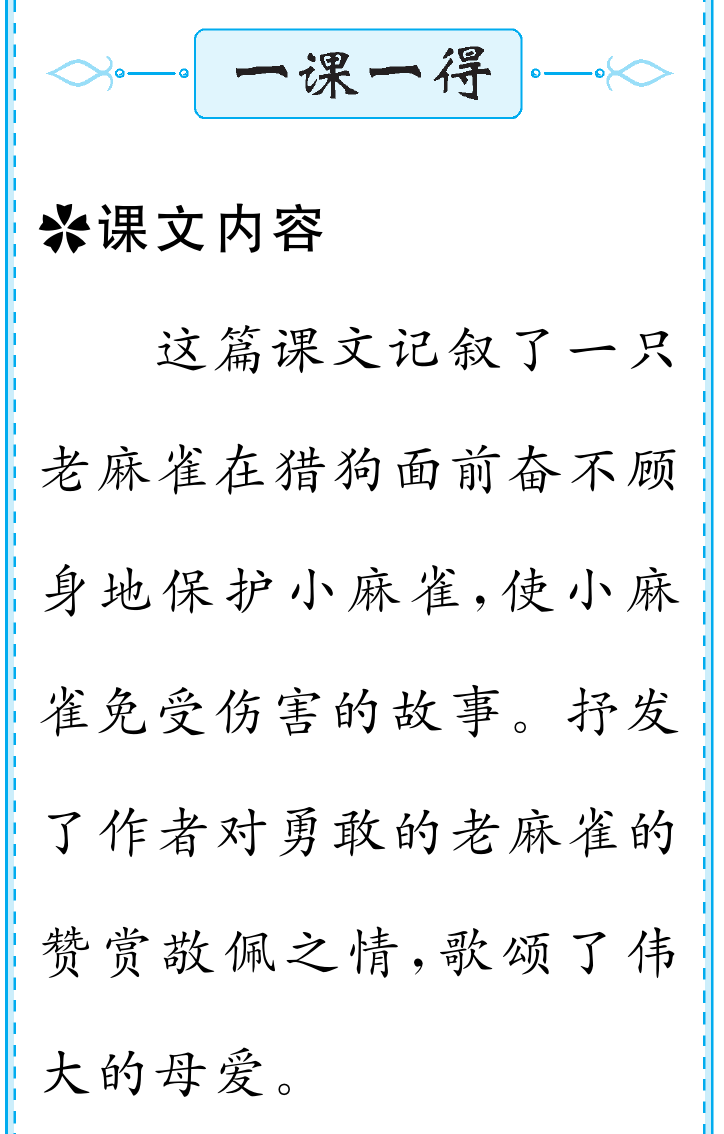 一课一得
课文内容
这篇课文记叙了一只
老麻雀在猎狗面前奋不顾
身地保护小麻雀,使小麻
雀免受伤害的故事。抒发
了作者对勇敢的老麻雀的
赞赏敬佩之情,歌颂了伟
大的母爱。